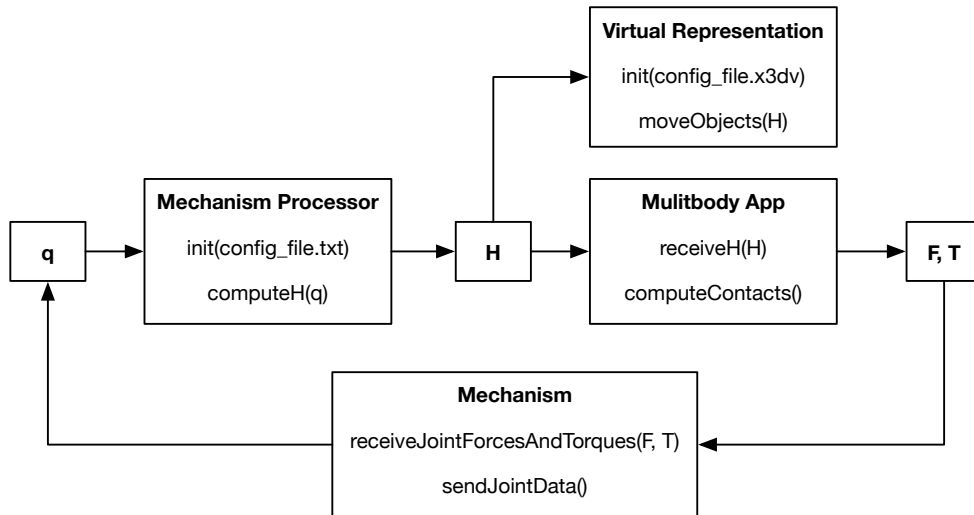 Virtual Representation
init(config_file.x3dv)
moveObjects(H)
Mechanism Processor
init(config_file.txt)
computeH(q)
Mulitbody App
receiveH(H)
computeContacts()
q
H
F, T
Mechanism
receiveJointForcesAndTorques(F, T)
sendJointData()